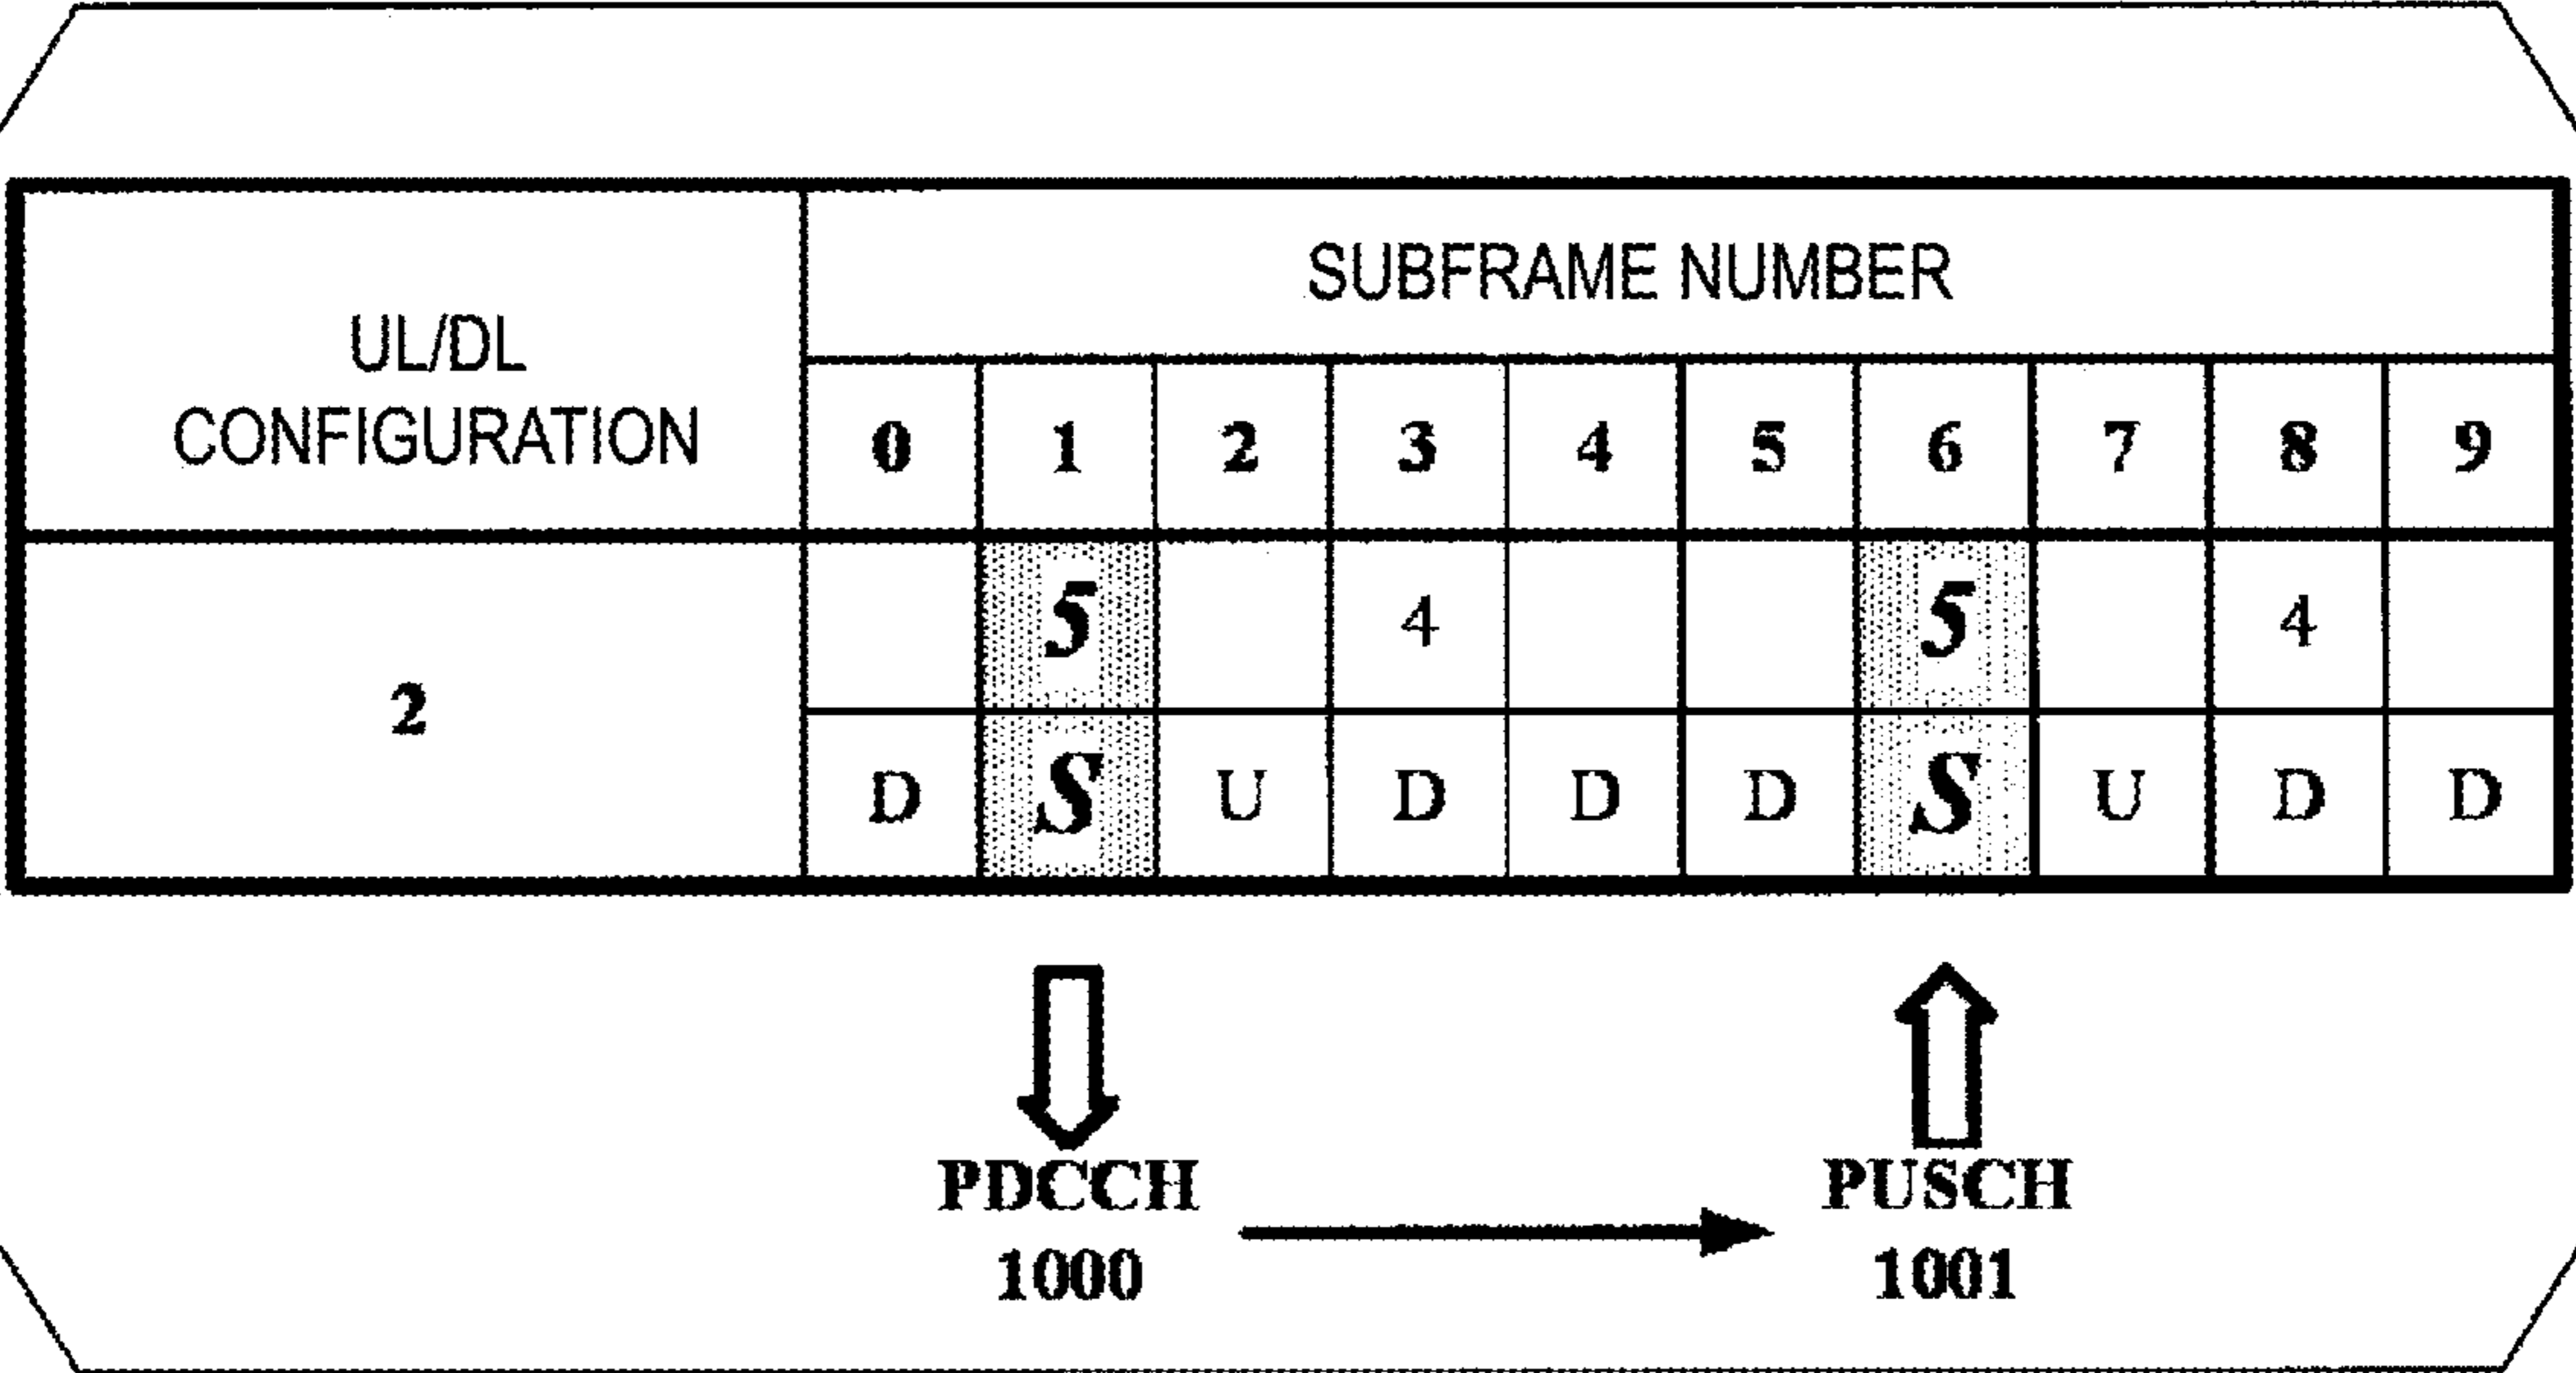 SUBFRAME NUMBER
UL/DL
CONFIGURATION
0 1 2 3 4 5 6 7 8 9
2
5 4 5 4
D S U D D D S U D D
PDCCH
1000
PUSCH
1001